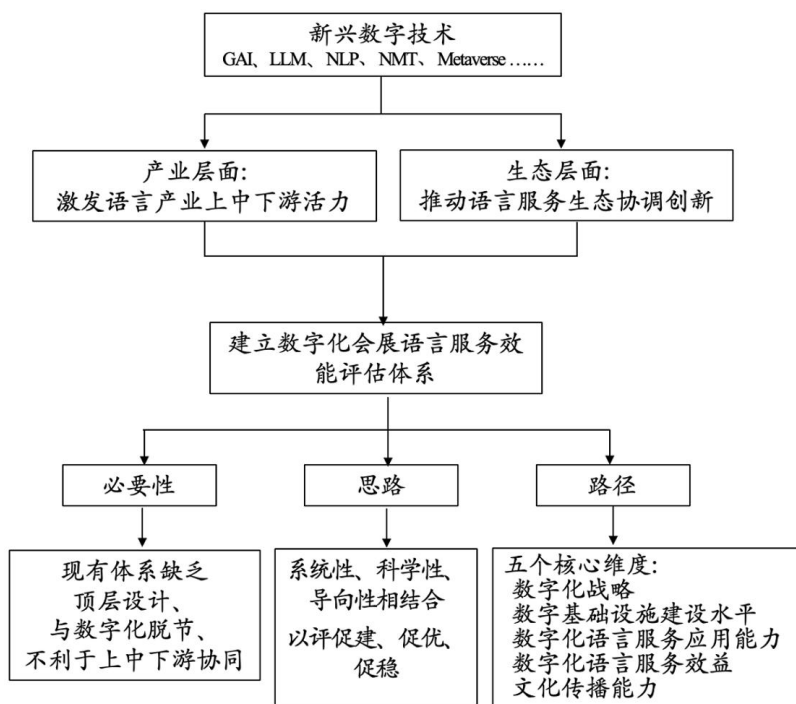 新兴数字技术
GAI、LLM、NLP、NMT、Metaverse……
产业层面：
激发语言产业上中下游活力
生态层面：
推动语言服务生态协调创新
建立数字化会展语言服务效
能评估体系
必要性
思路
路径
现有体系缺乏
顶层设计、
与数字化脱节、
不利于上中下游协同
系统性、科学性、
导向性相结合
以评促建、促优、
促稳
五个核心维度：
数字化战略
数字基础设施建设水平
数字化语言服务应用能力
数字化语言服务效益
文化传播能力